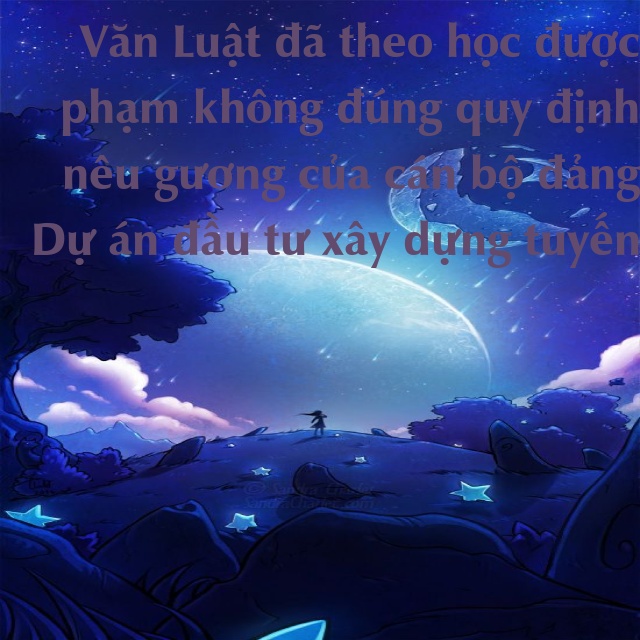 Văn Luật đã theo học được
phạm không đúng quy định
nêu gương của cán bộ đảng
Dự án đầu tư xây dựng tuyến